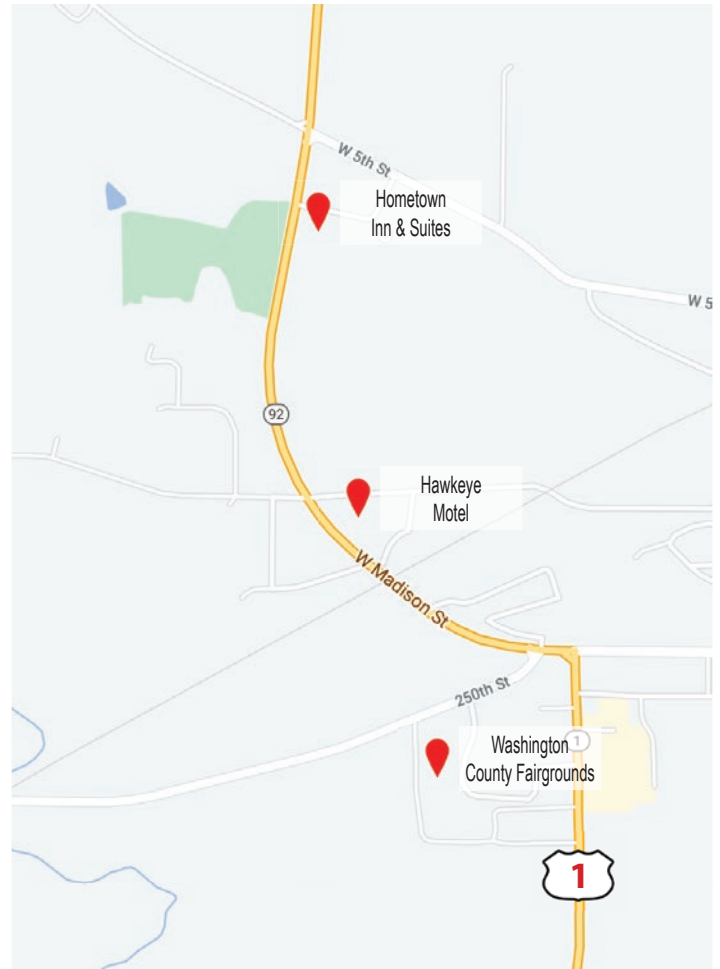 W 5th St
Hometown
Inn & Suites
W 5
92
Hawkeye
Motel
W Madison St
250th St
Washington
County Fairgrounds
1
1